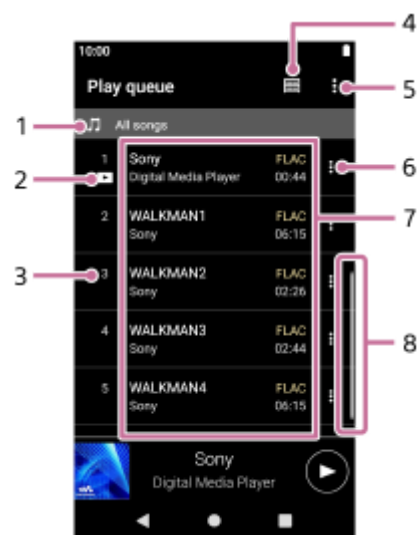 4
10:00
Play queue
5
1
All songs
1 Sony FLAC
6
2
Digital Media Player 00:44
7
2 WALKMAN1 FLAC
Sony 06:15
3
3 WALKMAN2 FLAC
Sony 02:26
8
4 WALKMAN3 FLAC
Sony 02:44
5 WALKMAN4 FLAC
Sony 06:15
Sony
Digital Media Player